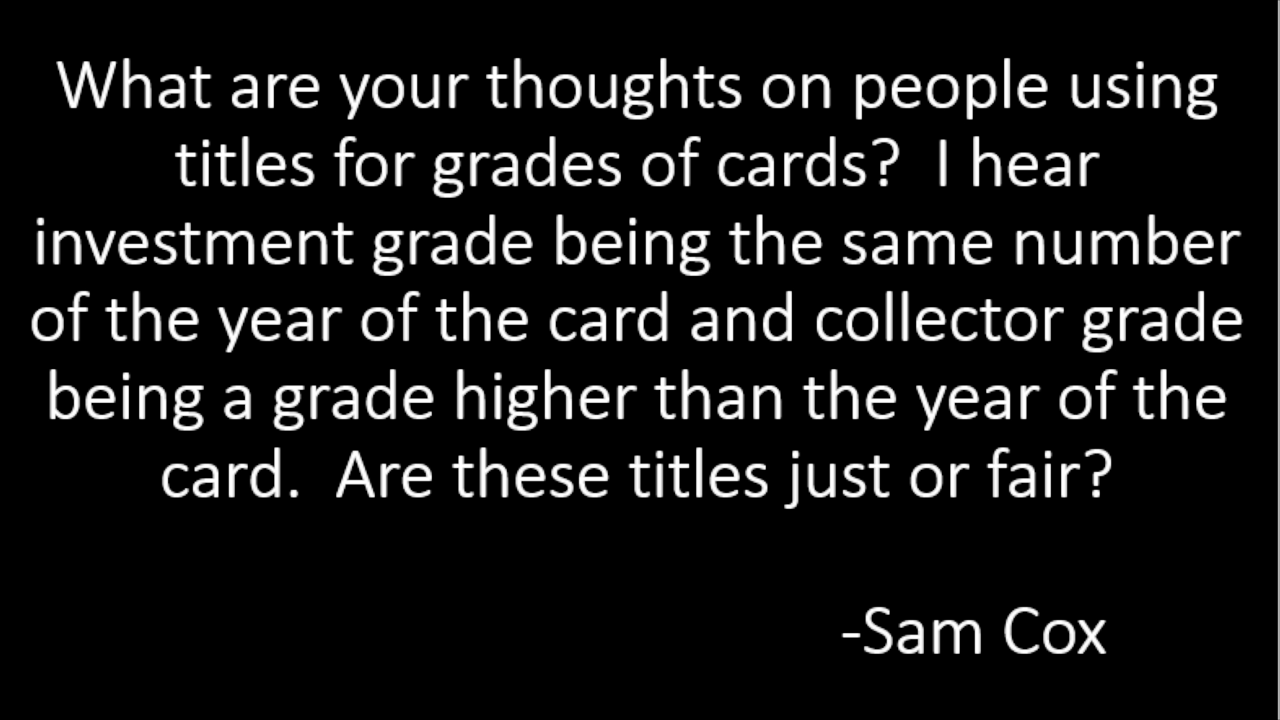 What are your thoughts on people using
titles for grades of cards?  I hear
investment grade being the same number
of the year of the card and collector grade
being a grade higher than the year of the
card.  Are these titles just or fair?
-Sam Cox